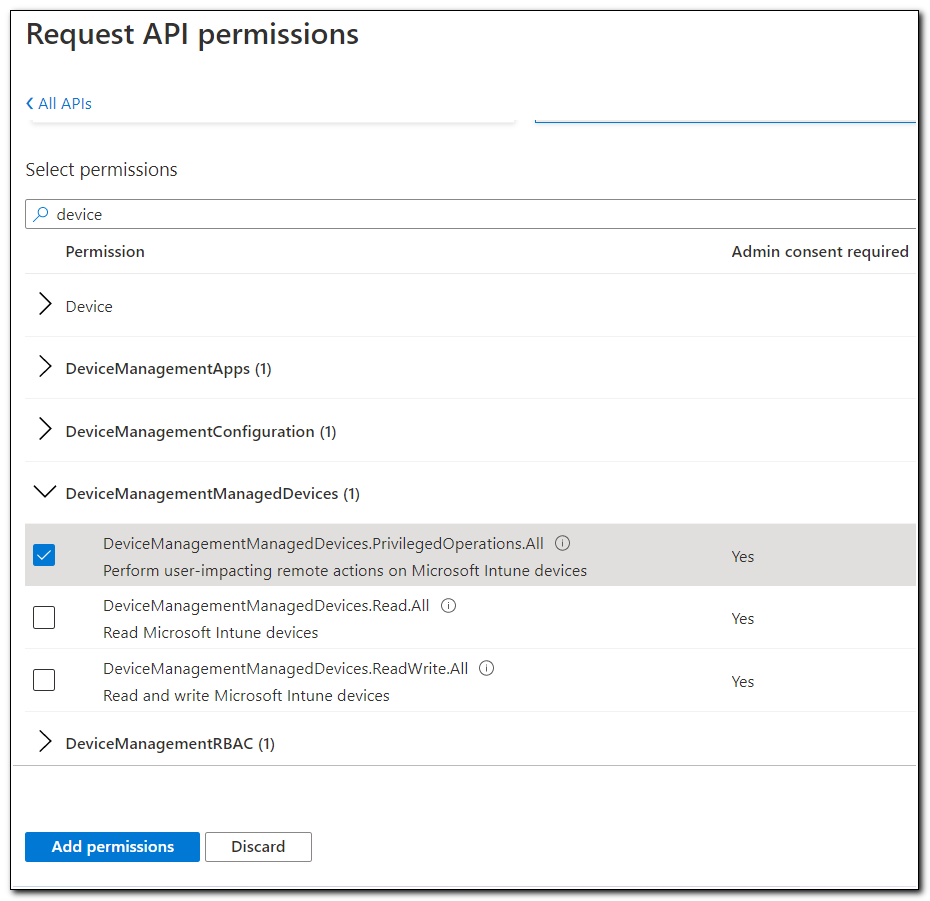 Request API permissions
All APIs
Select permissions
device
Permission Admin consent required
Device
DeviceManagementApps (1)
DeviceManagementConfiguration (1)
DeviceManagementManagedDevices (1)
DeviceManagementManagedDevices.PrivilegedOperations.All
Perform user-impacting remote actions on Microsoft Intune devices
Yes
DeviceManagementManagedDevices.Read.All
Read Microsoft Intune devices
Yes
DeviceManagementManagedDevices.ReadWrite.All
Read and write Microsoft Intune devices
Yes
DeviceManagementRBAC (1)
Add permissions Discard